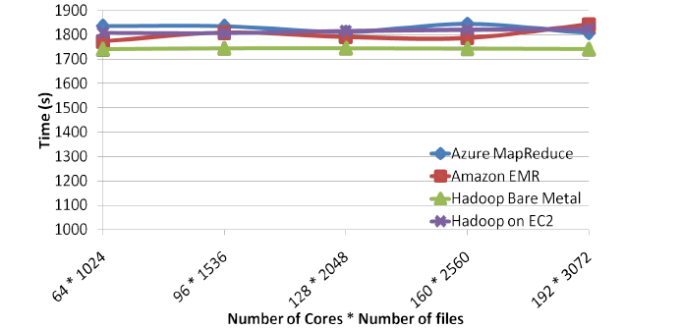 1900
1800
1700
1600
1500
1400
1300
1200
1100
1000
Time (s)
Azure MapReduce
Amazon EMR
Hadoop Bare Metal
Hadoop on EC2
64 * 1024
96 * 1536
128 * 2048
160 * 2560
192 * 3072
Number of Cores * Number of files